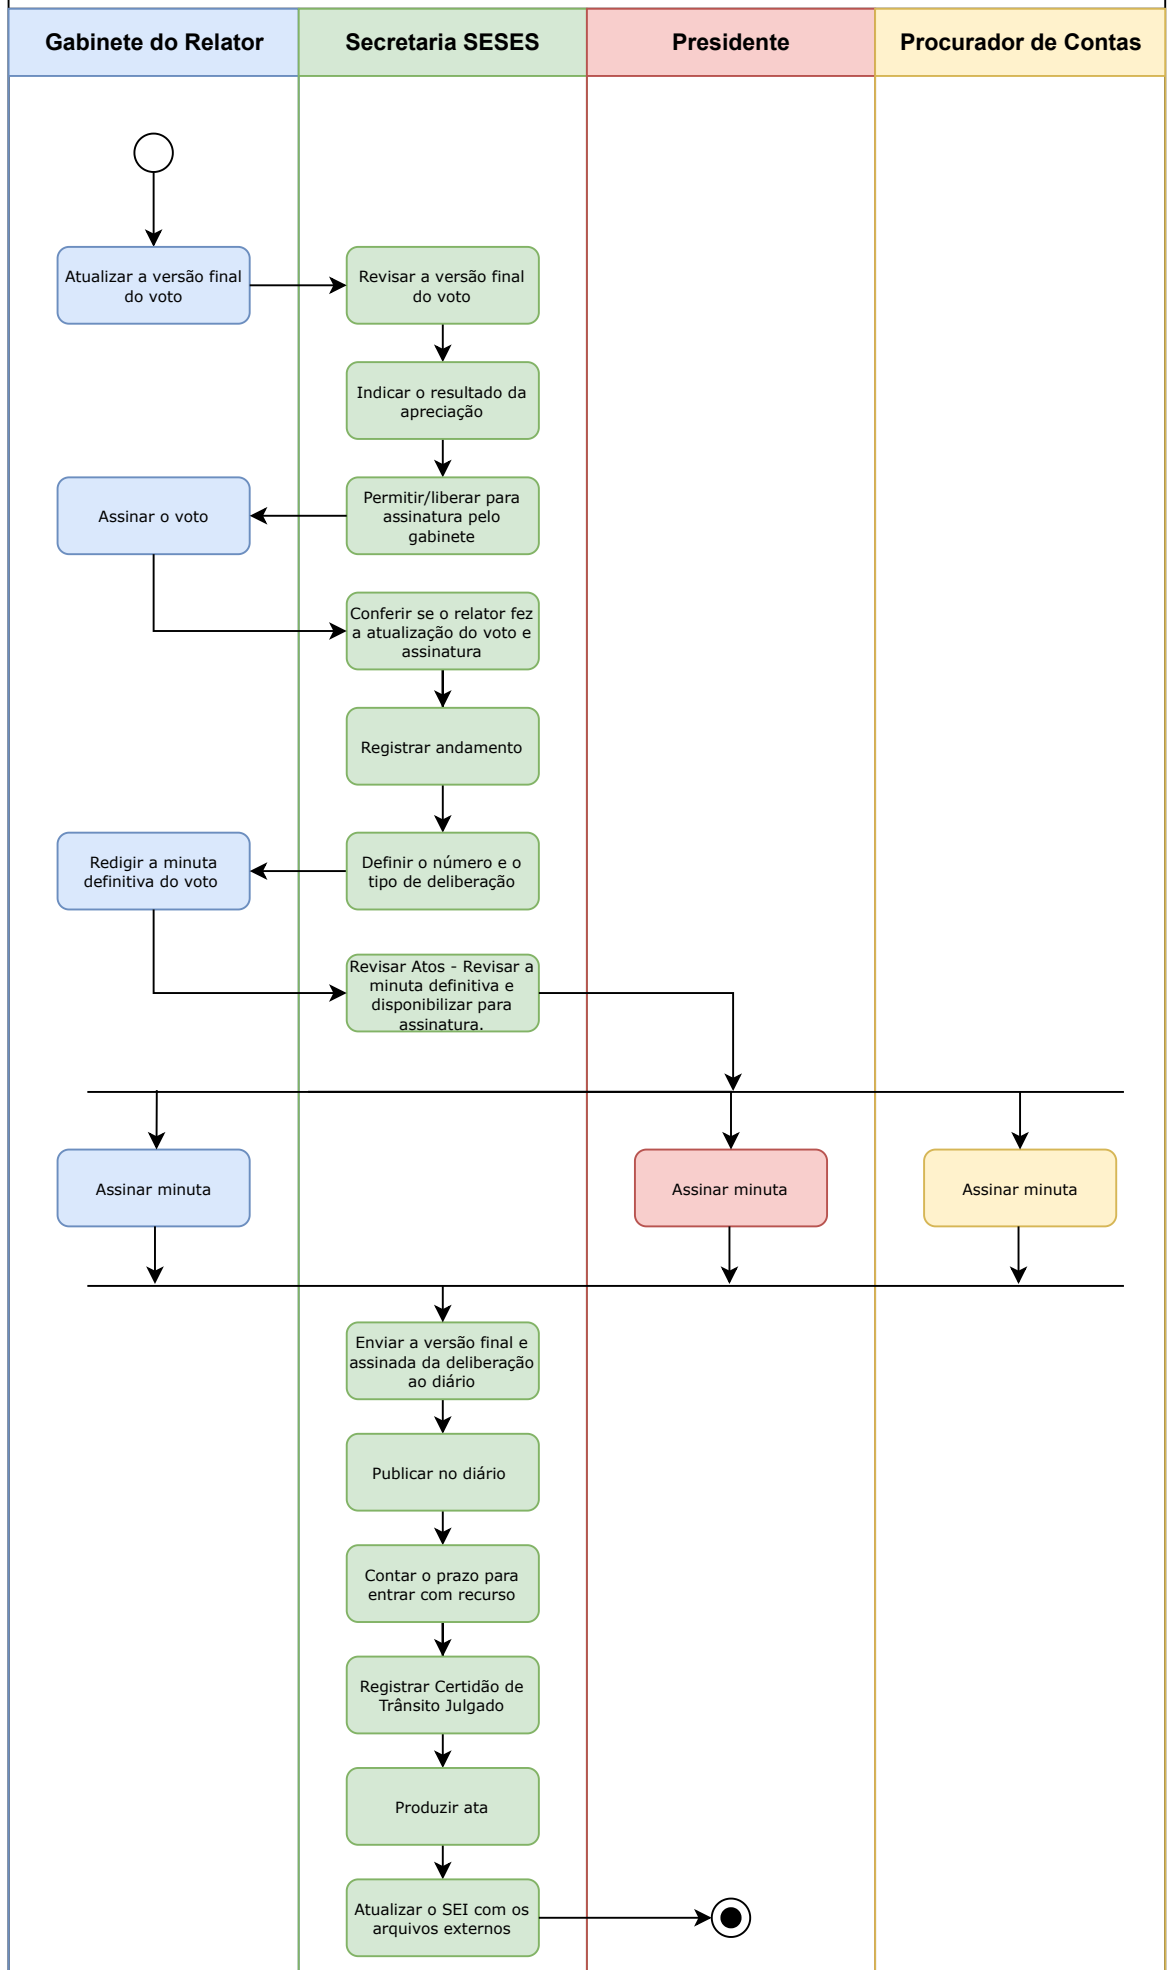 Gabinete do Relator
Secretaria SESES
Presidente
Procurador de Contas
Atualizar a versão final
do voto
Revisar a versão final
do voto
Indicar o resultado da
apreciação
Permitir/liberar para
assinatura pelo
gabinete
Assinar o voto
Conferir se o relator fez
a atualização do voto e
assinatura
Registrar andamento
Definir o número e o
tipo de deliberação
Redigir a minuta
definitiva do voto
Revisar Atos - Revisar a
minuta definitiva e
disponibilizar para
assinatura.
Assinar minuta
Assinar minuta
Assinar minuta
Enviar a versão final e
assinada da deliberação
ao diário
Publicar no diário
Contar o prazo para
entrar com recurso
Registrar Certidão de
Trânsito Julgado
Produzir ata
Atualizar o SEI com os
arquivos externos